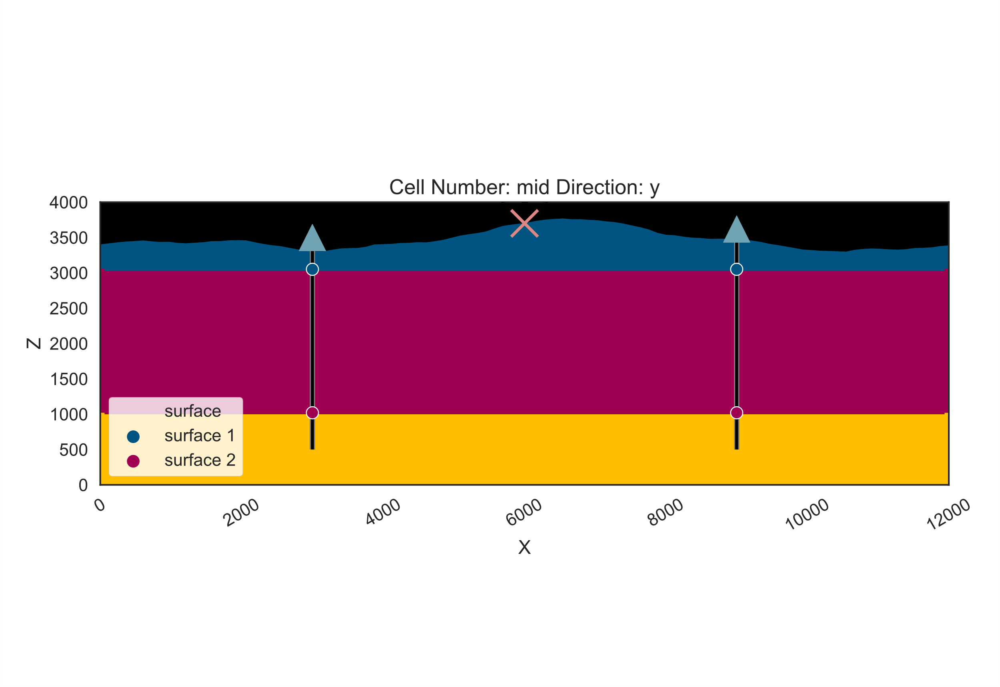 Cell Number: mid Direction: y
4000
3500
3000
2500
2000
1500
1000
500
0
Z
surface
surface 1
surface 2
0 2000 4000 6000 8000 10000 12000
X